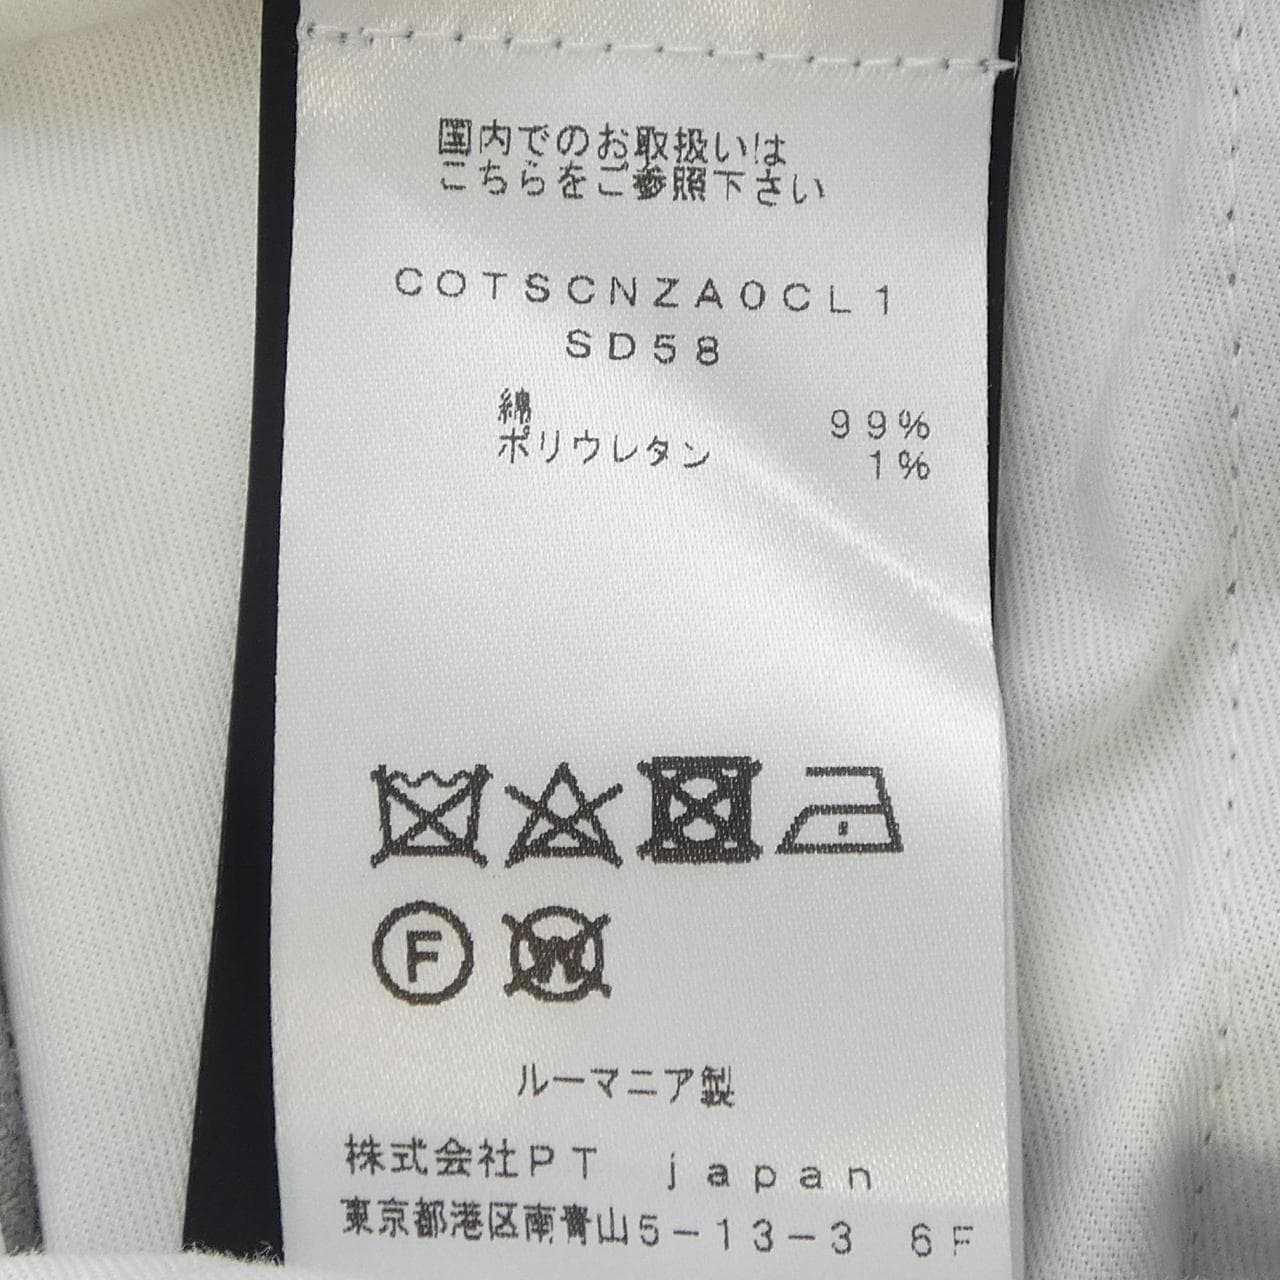 国内でのお取扱いは
こちらをご参照下さい
COTSCNZA0CL1
SD58
綿 99%
ポリウレタン 1%
F W
ルーマニア製
株式会社PT japan
東京都港区南青山5-13-3 6F